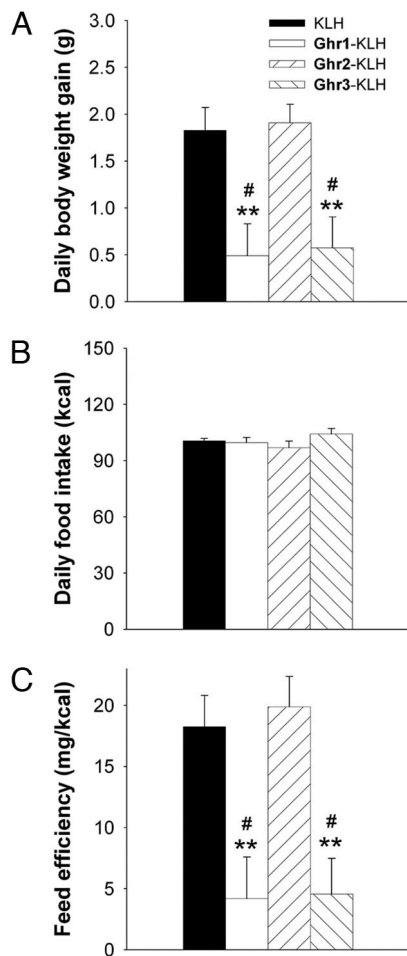 A
KLH
Ghr1-KLH
Ghr2-KLH
Ghr3-KLH
Daily body weight gain (g)
3.0
2.5
2.0
1.5
1.0
0.5
0.0
#
**
#
**
B
Daily food intake (kcal)
150
120
90
60
30
0
C
Feed efficiency (mg/kcal)
20
15
10
5
0
#
**
#
**